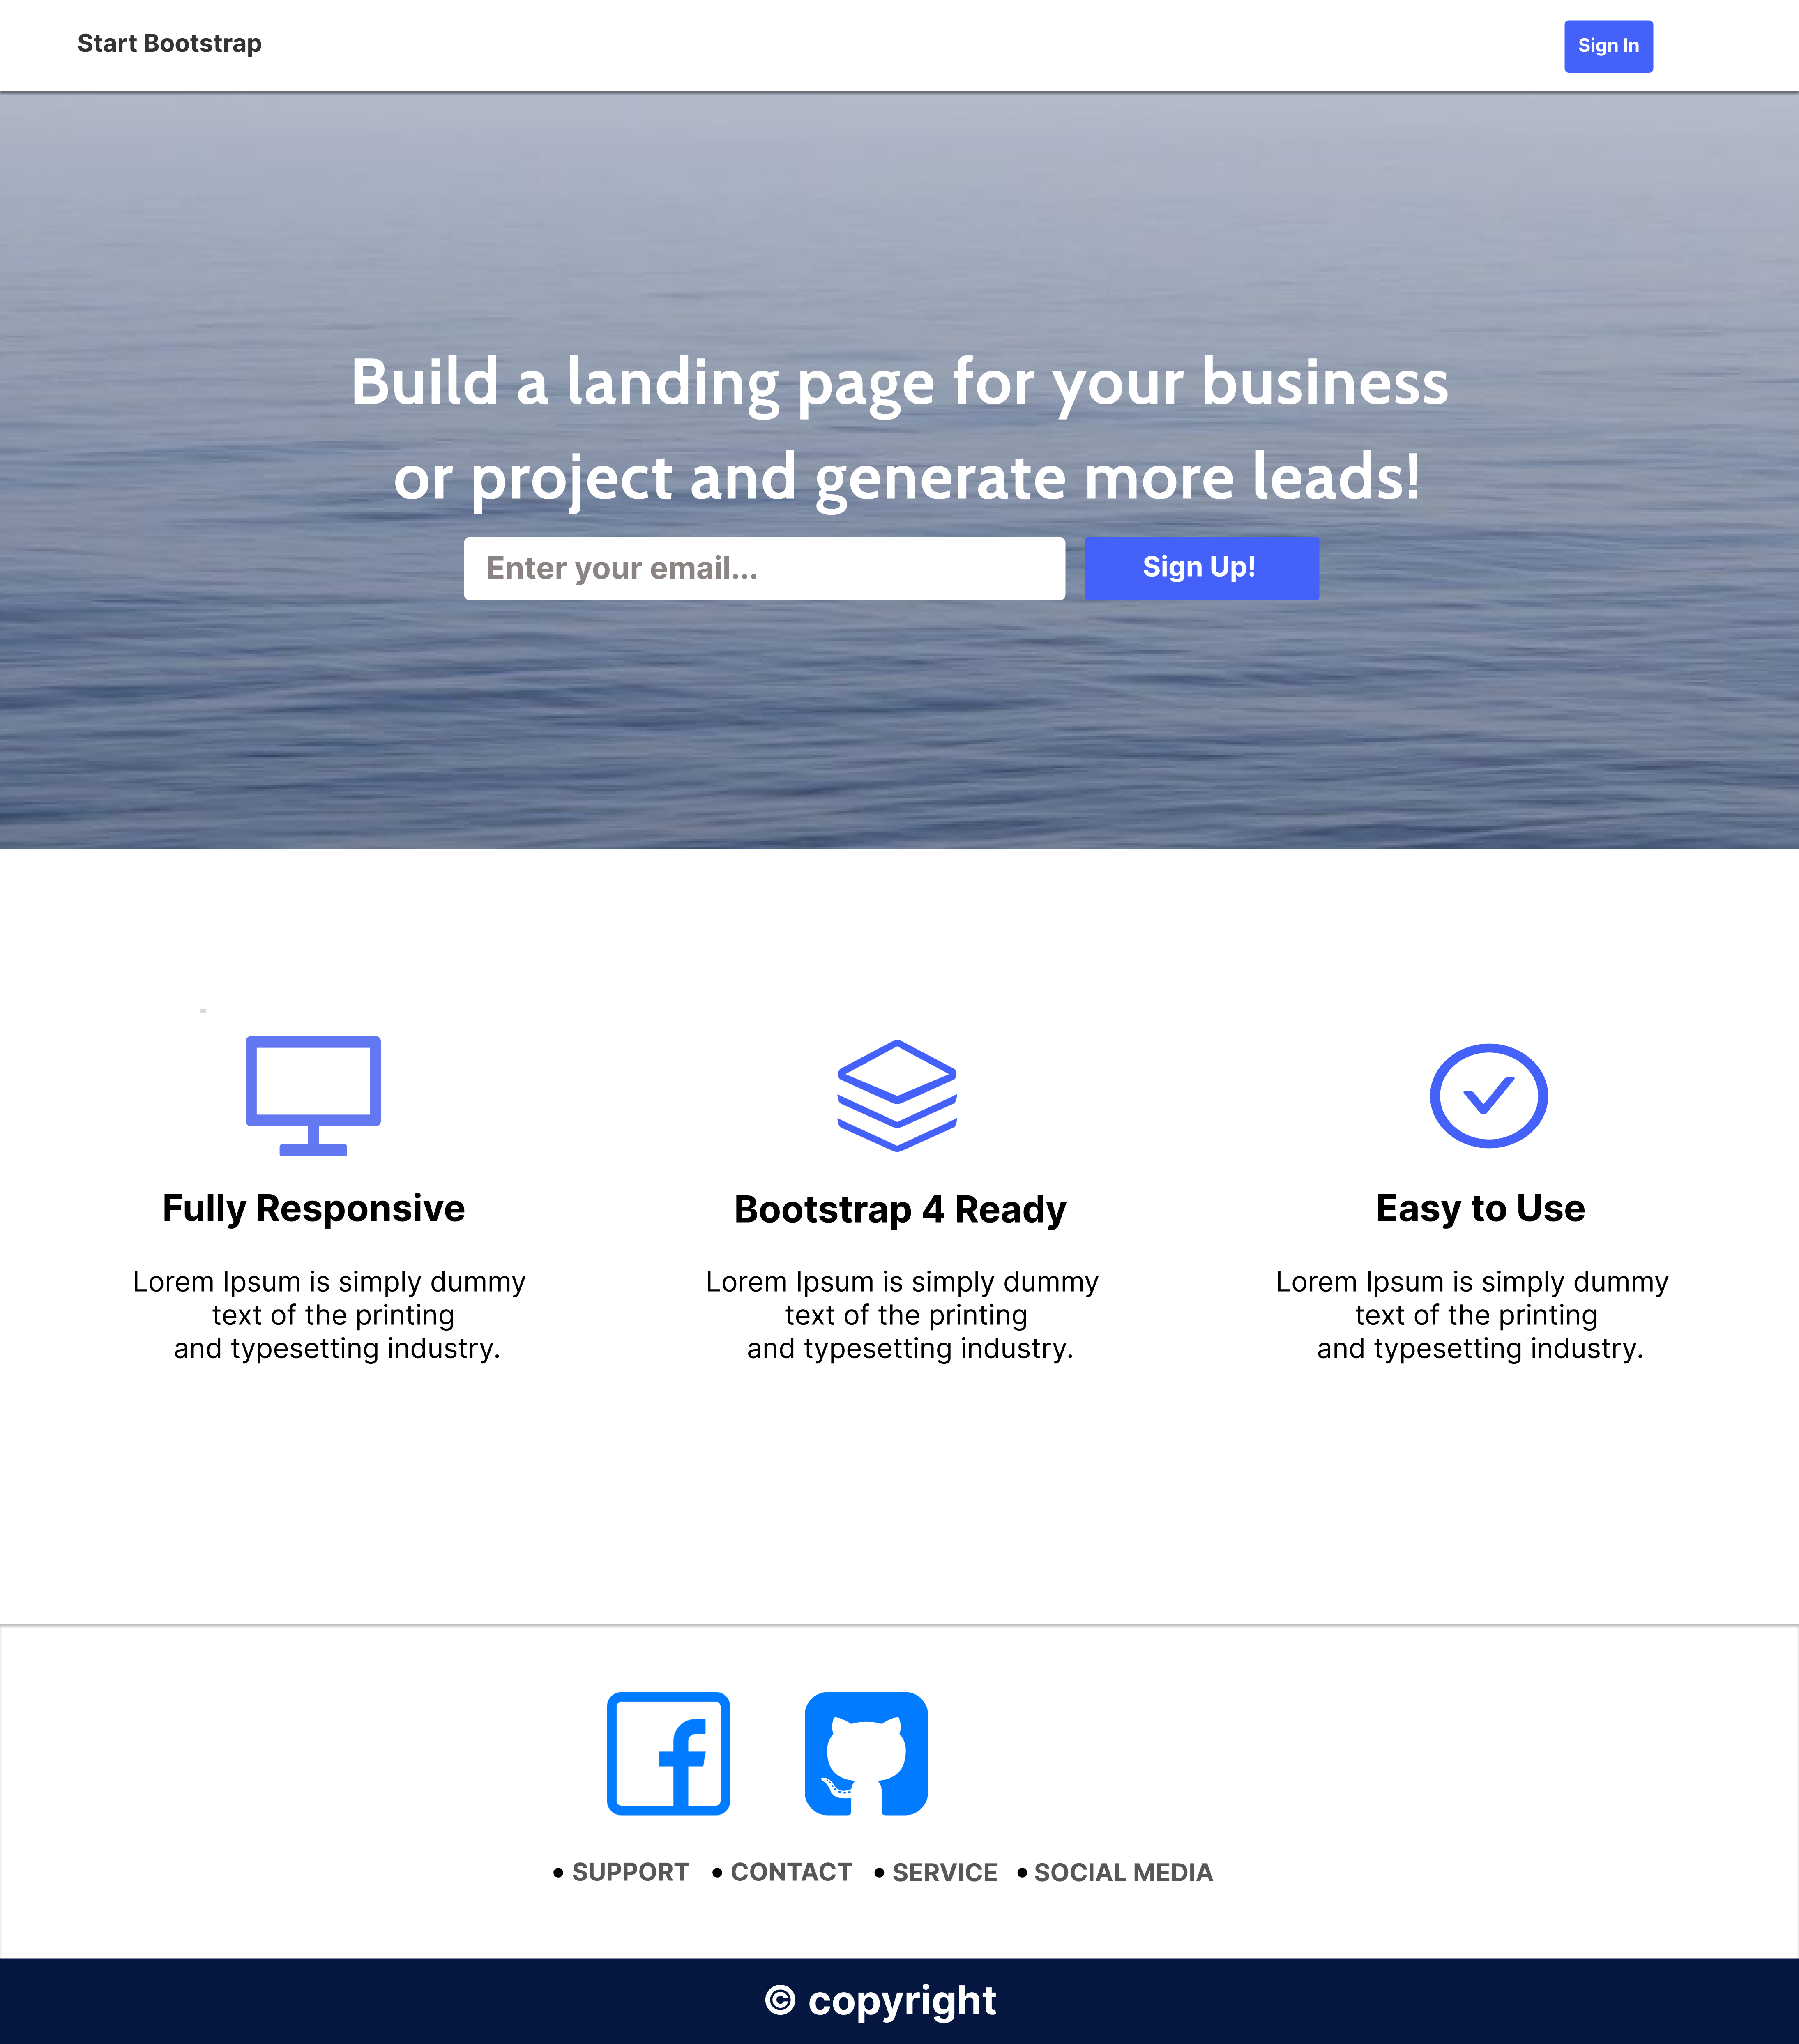 Start Bootstrap
Sign In
Build a landing page for your business
or project and generate more leads!
Enter your email...
Sign Up!
Fully Responsive
Lorem Ipsum is simply dummy
text of the printing
and typesetting industry.
Bootstrap 4 Ready
Lorem Ipsum is simply dummy
text of the printing
and typesetting industry.
Easy to Use
Lorem Ipsum is simply dummy
text of the printing
and typesetting industry.
• SUPPORT • CONTACT • SERVICE • SOCIAL MEDIA
© copyright